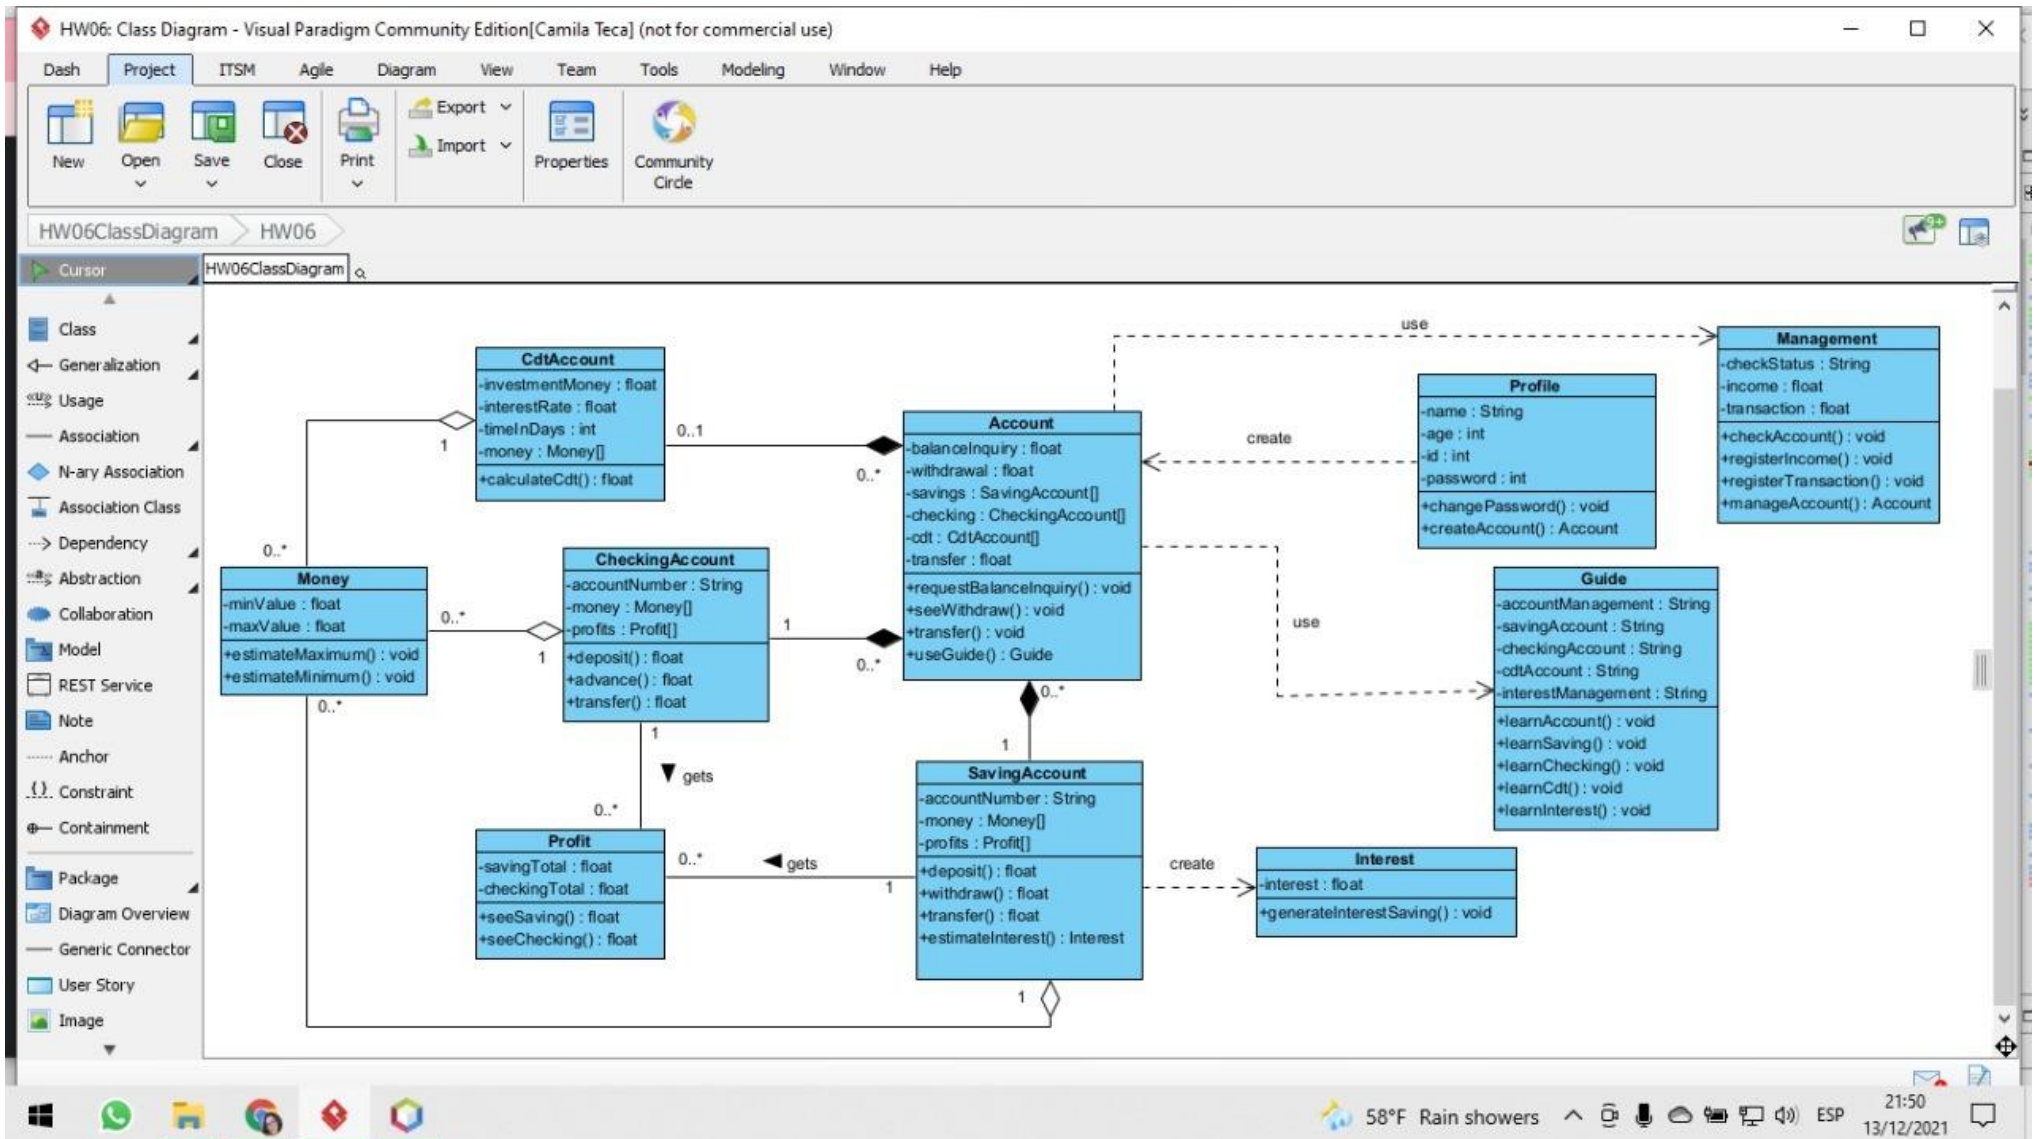 HW06: Class Diagram - Visual Paradigm Community Edition[Camila Teca] (not for commercial use)
Dash Project ITSM Agile Diagram View Team Tools Modeling Window Help
New Open Save Close Print Export Import Properties Community Circle
HW06ClassDiagram HW06
HW06ClassDiagram
Cursor
Class
Generalization
Usage
Association
N-ary Association
Association Class
Dependency
Abstraction
Collaboration
Model
REST Service
Note
Anchor
Constraint
Containment
Package
Diagram Overview
Generic Connector
User Story
Image
CdtAccount
-investmentMoney : float
-interestRate : float
-timeInDays : int
-money : Money[]
+calculateCdt() : float
1
0..1
0..*
0..*
Money
-minValue : float
-maxValue : float
+estimateMaximum() : void
+estimateMinimum() : void
0..*
0..*
1
CheckingAccount
-accountNumber : String
-money : Money[]
-profits : Profit[]
+deposit() : float
+advance() : float
+transfer() : float
1
0..*
1
gets
0..*
Profit
-savingTotal : float
-checkingTotal : float
+seeSaving() : float
+seeChecking() : float
0..*
gets
1
Account
-balanceInquiry : float
-withdrawal : float
-savings : SavingAccount[]
-checking : CheckingAccount[]
-cdt : CdtAccount[]
-transfer : float
+requestBalanceInquiry() : void
+seeWithdraw() : void
+transfer() : void
+useGuide() : Guide
0..*
1
SavingAccount
-accountNumber : String
-money : Money[]
-profits : Profit[]
+deposit() : float
+withdraw() : float
+transfer() : float
+estimateInterest() : Interest
1
create
Interest
-interest : float
+generateInterestSaving() : void
use
create
Profile
-name : String
-age : int
-id : int
-password : int
+changePassword() : void
+createAccount() : Account
Management
-checkStatus : String
-income : float
-transaction : float
+checkAccount() : void
+registerIncome() : void
+registerTransaction() : void
+manageAccount() : Account
use
Guide
-accountManagement : String
-savingAccount : String
-checkingAccount : String
-cdtAccount : String
-interestManagement : String
+learnAccount() : void
+learnSaving() : void
+learnChecking() : void
+learnCdt() : void
+learnInterest() : void
58°F Rain showers ESP
21:50
13/12/2021